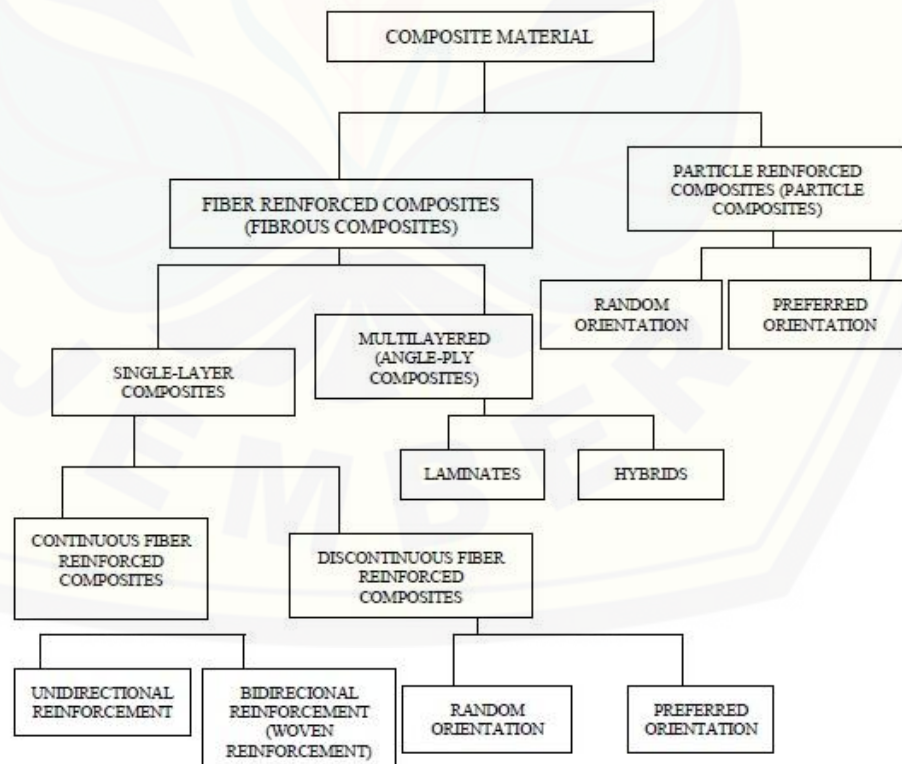 COMPOSITE MATERIAL
PARTICLE REINFORCED
COMPOSITES (PARTICLE
COMPOSITES)
FIBER REINFORCED COMPOSITES
(FIBROUS COMPOSITES)
RANDOM
ORIENTATION
PREFERRED
ORIENTATION
MULTILAYERED
(ANGLE-PLY
COMPOSITES)
SINGLE-LAYER
COMPOSITES
LAMINATES
HYBRIDS
CONTINUOUS FIBER
REINFORCED
COMPOSITES
DISCONTINUOUS FIBER
REINFORCED
COMPOSITES
UNIDIRECTIONAL
REINFORCEMENT
BIDIRECIONAL
REINFORCEMENT
(WOVEN
REINFORCEMENT)
RANDOM
ORIENTATION
PREFERRED
ORIENTATION
JEMBER